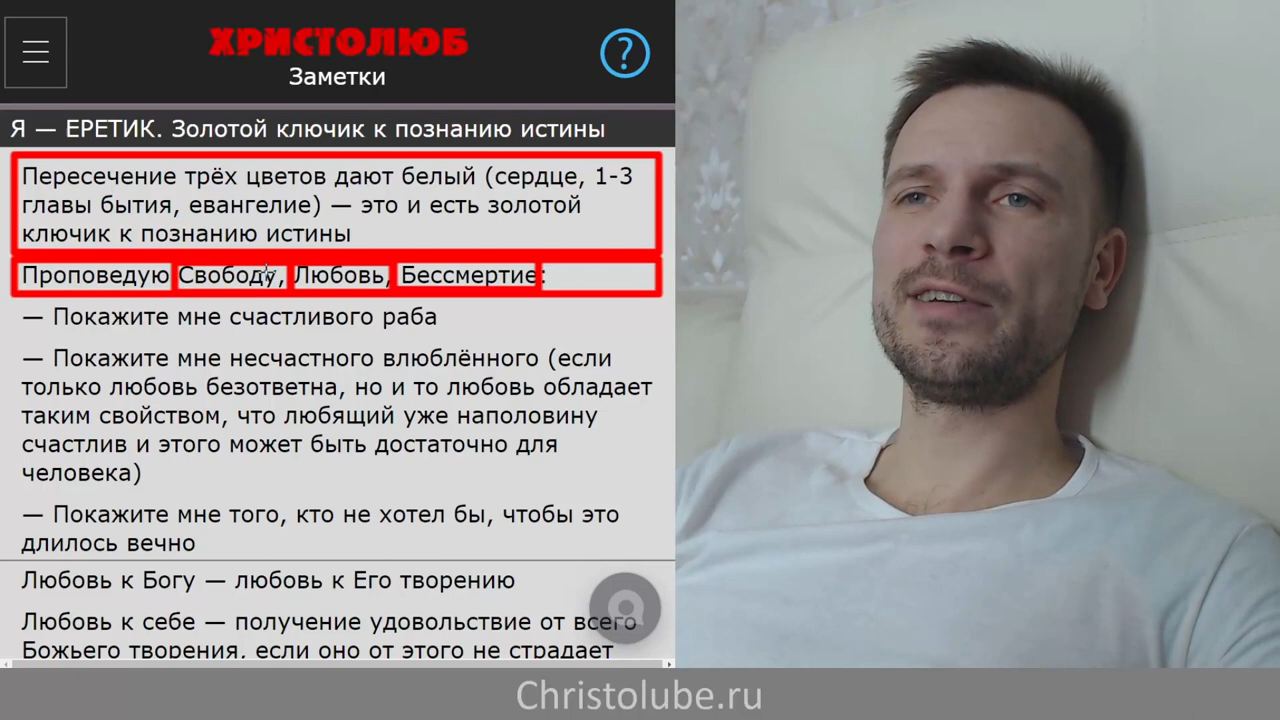 ХРИСТОЛЮБ
Заметки
?
Я — ЕРЕТИК. Золотой ключик к познанию истины
Пересечение трёх цветов дают белый (сердце, 1-3
главы бытия, евангелие) — это и есть золотой
ключик к познанию истины
Проповедую Свободу, Любовь, Бессмертие:
— Покажите мне счастливого раба
— Покажите мне несчастного влюблённого (если
только любовь безответна, но и то любовь обладает
таким свойством, что любящий уже наполовину
счастлив и этого может быть достаточно для
человека)
— Покажите мне того, кто не хотел бы, чтобы это
длилось вечно
Любовь к Богу — любовь к Его творению
Любовь к себе — получение удовольствия от всего
Божьего творения, если оно от этого не страдает
Christolube.ru